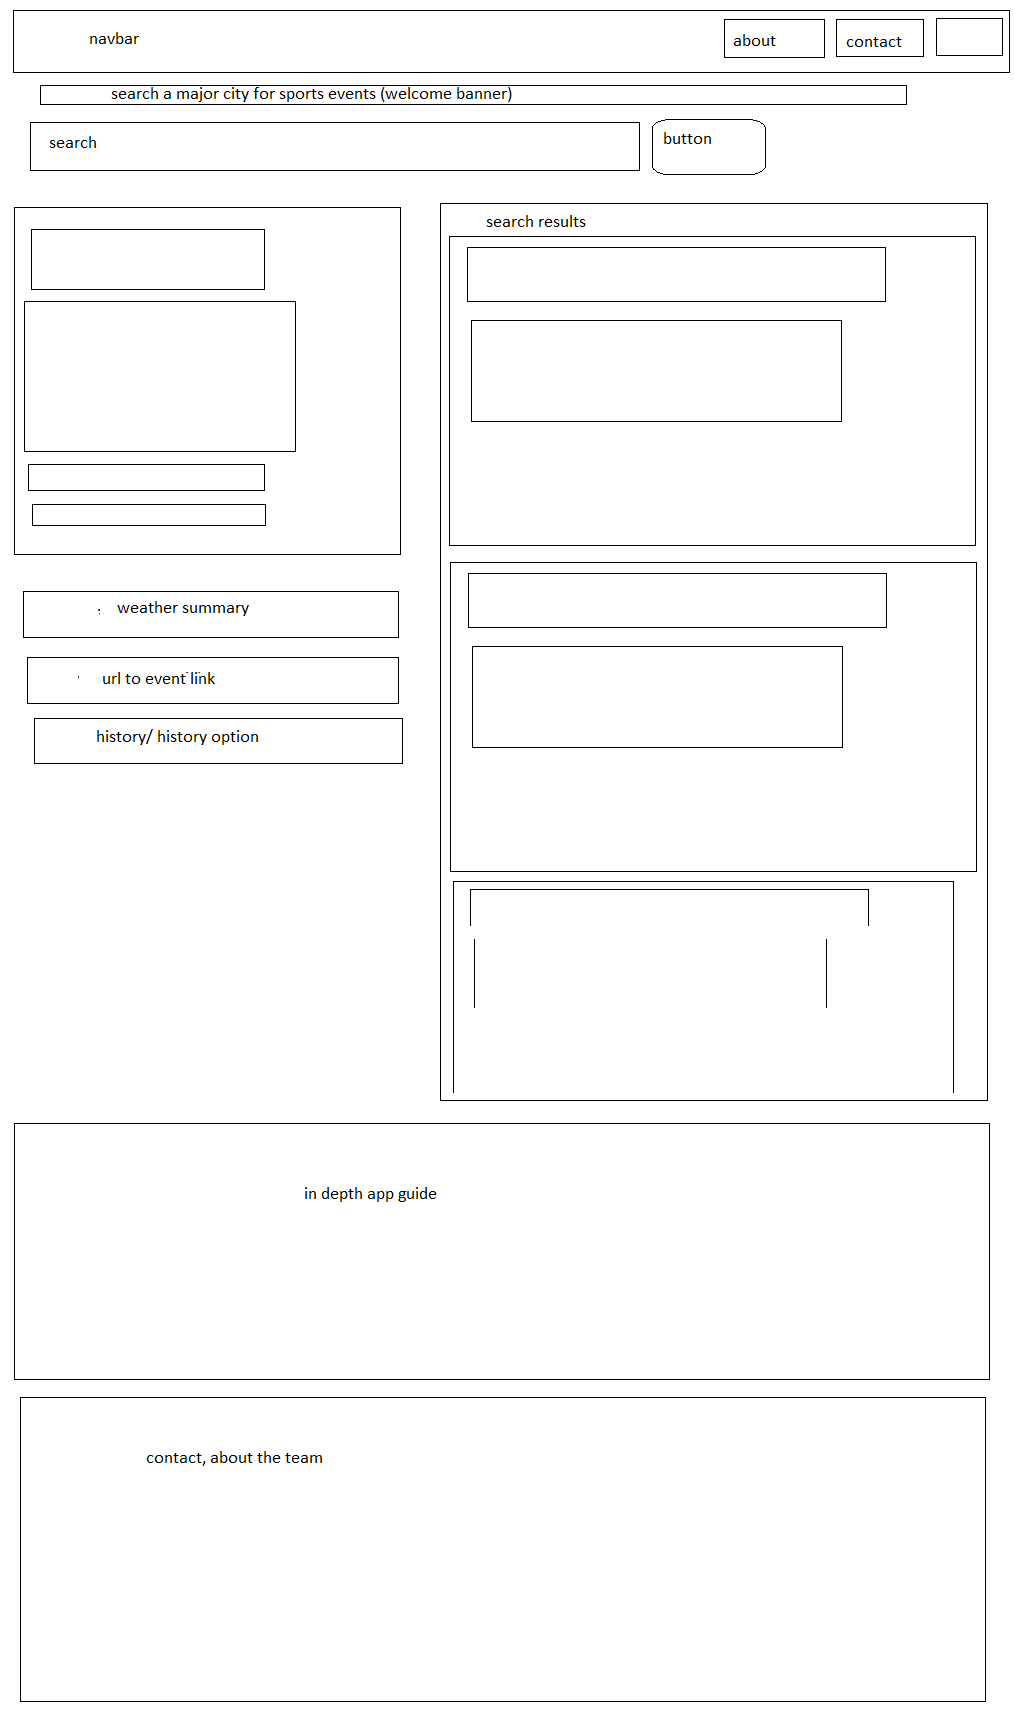 navbar
about
contact
search a major city for sports events (welcome banner)
search
button
search results
weather summary
url to event link
history/ history option
in depth app guide
contact, about the team